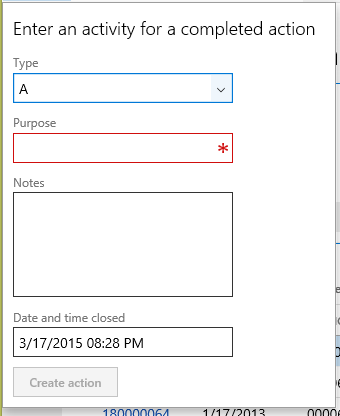 Enter an activity for a completed action
Type
A
Purpose
*
Notes
Date and time closed
3/17/2015 08:28 PM
Create action
180000064 1/17/2013